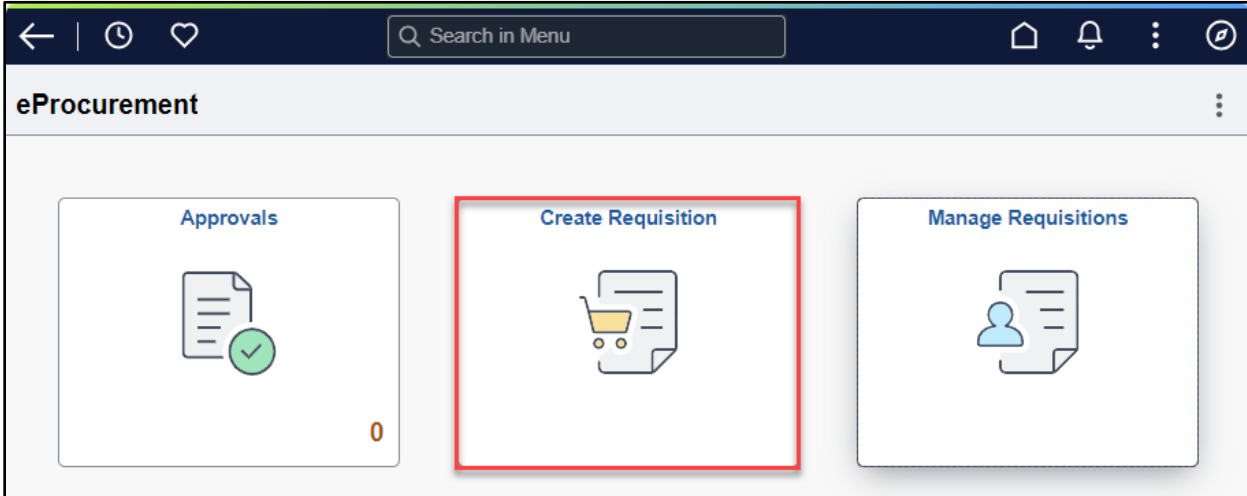 Search in Menu
eProcurement
Approvals
Create Requisition
Manage Requisitions
0